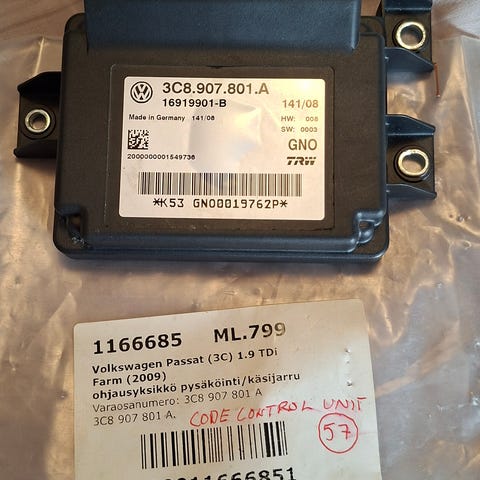 3C8.907.801.A
16919901-B
141/08
Made in Germany 141/08
HW: 008
SW: 0003
GNO
TRW
2000000001549736
*K53 GNO00019762P*
1166685 ML.799
Volkswagen Passat (3C) 1.9 TDi
Farm (2009)
ohjausyksikkö pysäköinti/käsijarru
Varaosanumero: 3C8 907 801 A
3C8 907 801 A.
CODE CONTROL UNIT
57